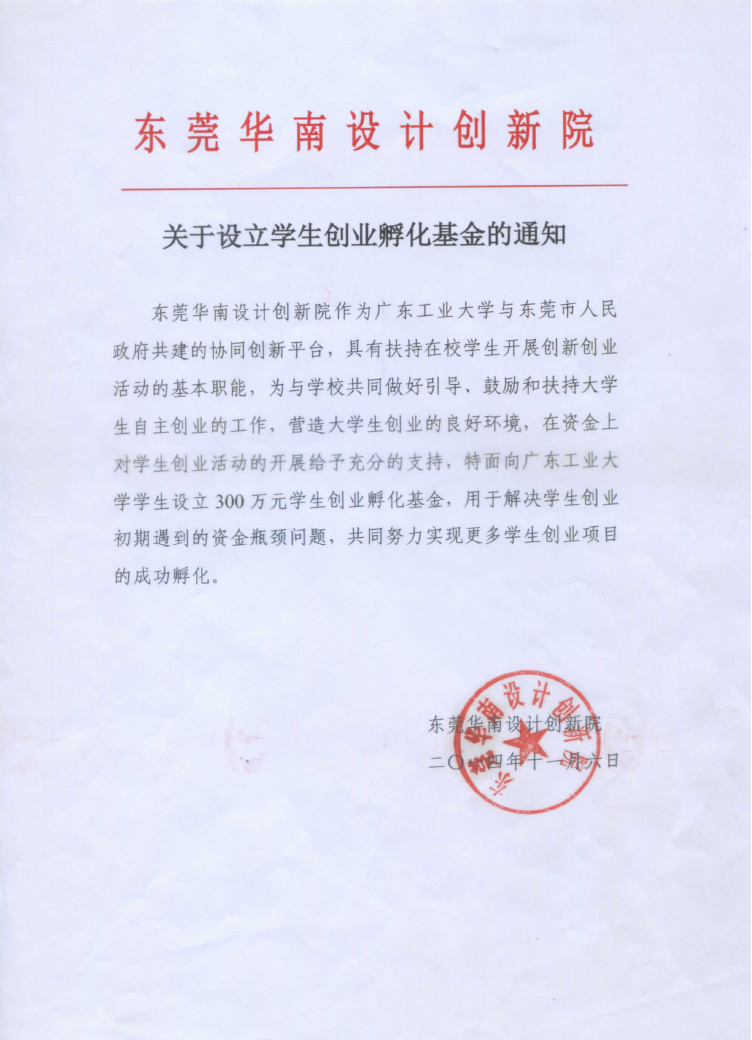 东莞华南设计创新院
关于设立学生创业孵化基金的通知
东莞华南设计创新院作为广东工业大学与东莞市人民
政府共建的协同创新平台，具有扶持在校学生开展创新创业
活动的基本职能，为与学校共同做好引导、鼓励和扶持大学
生自主创业的工作，营造大学生创业的良好环境，在资金上
对学生创业活动的开展给予充分的支持，特面向广东工业大
学学生设立 300 万元学生创业孵化基金，用于解决学生创业
初期遇到的资金瓶颈问题，共同努力实现更多学生创业项目
的成功孵化。
东莞华南设计创新院
二〇一四年十一月六日
东莞华南设计创新院